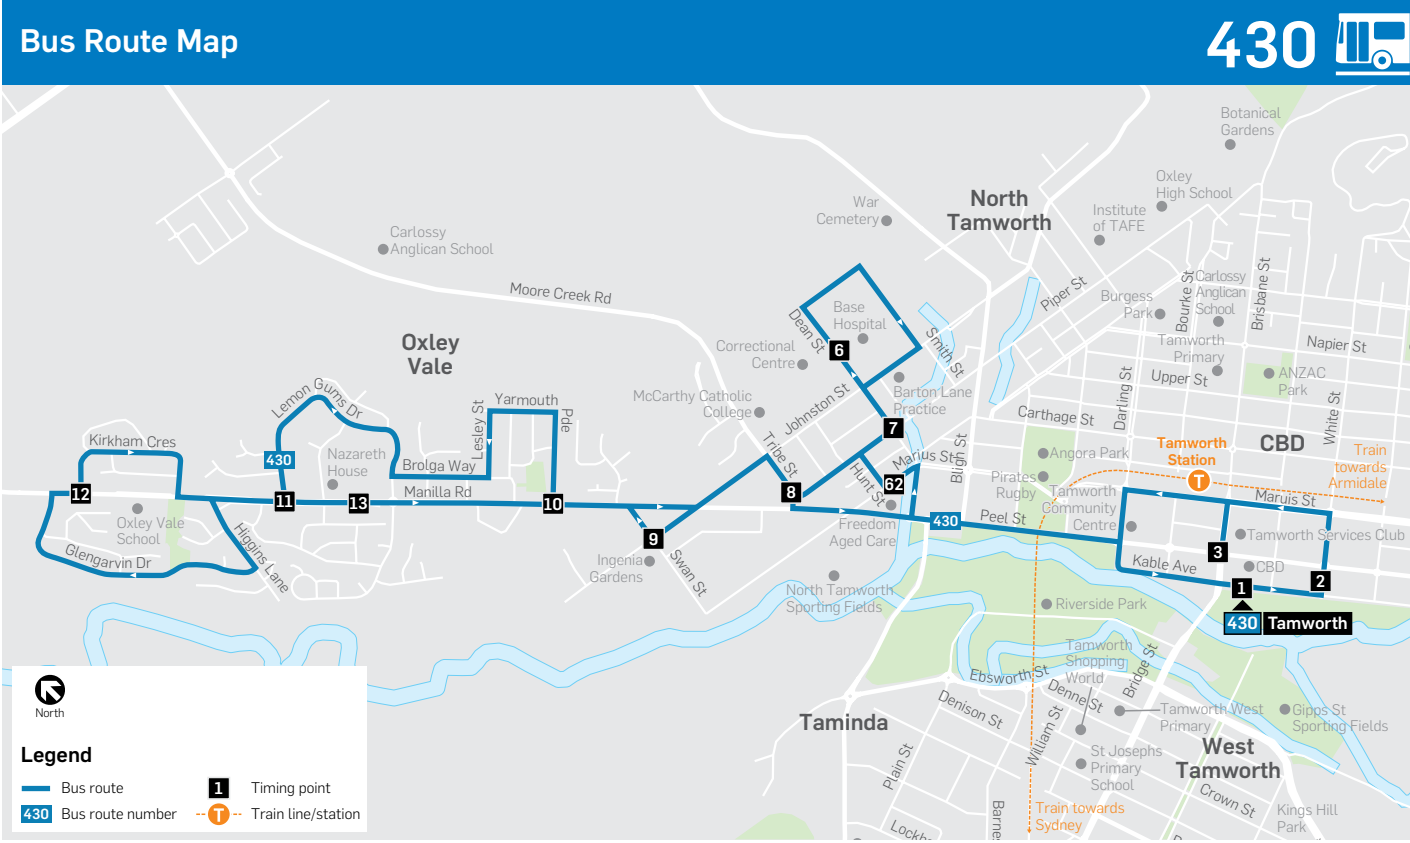 Bus Route Map
430
Botanical
Gardens
Oxley
High School
War
Cemetery
North
Tamworth
Institute
of TAFE
Carlossy
Anglican School
Moore Creek Rd
Piper St
Burgess
Park
Bourke St
Carlossy
Anglican
School
Brisbane St
Base
Hospital
Dean St
6
Smith St
Oxley
Vale
Correctional
Centre
Tamworth
Primary
Napier St
Upper St
ANZAC
Park
Lemon Gums Dr
Yarmouth
Pde
Lesley St
McCarthy Catholic
College
Johnston St
Barton Lane
Practice
Darling St
Carthage St
White St
7
Kirkham Cres
430
Nazareth
House
Brolga Way
Tribe St
Marius St
Bligh St
Angora Park
Tamworth
Station
T
CBD
Train
towards
Armidale
Pirates
Rugby
12
11
13
Manilla Rd
10
8
Hunt St
62
Tamworth
Community
Centre
Maruis St
Oxley Vale
School
Glengarvin Dr
Higgins Lane
9
Swan St
Ingenia
Gardens
Freedom
Aged Care
430
Peel St
Tamworth Services Club
3
Kable Ave
CBD
1
2
430
Tamworth
North Tamworth
Sporting Fields
Riverside Park
Tamworth
Shopping
World
Ebsworth St
Denne St
Bridge St
Denison St
Tamworth West
Primary
Gipps St
Sporting Fields
Taminda
William St
Plain St
St Josephs
Primary
School
West
Tamworth
Crown St
Kings Hill
Park
Train towards
Sydney
Barnes
Lockh
North
Legend
Bus route
1
Timing point
430
Bus route number
T
Train line/station